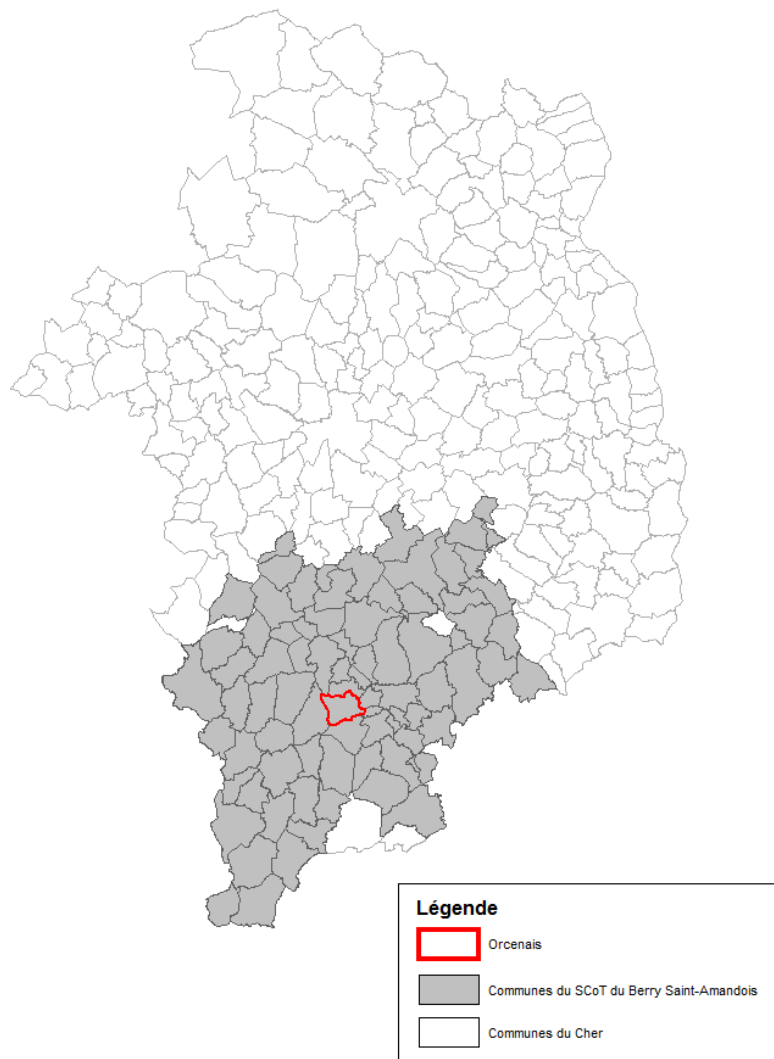 Légende
Orcenais
Communes du SCoT du Berry Saint-Amandois
Communes du Cher